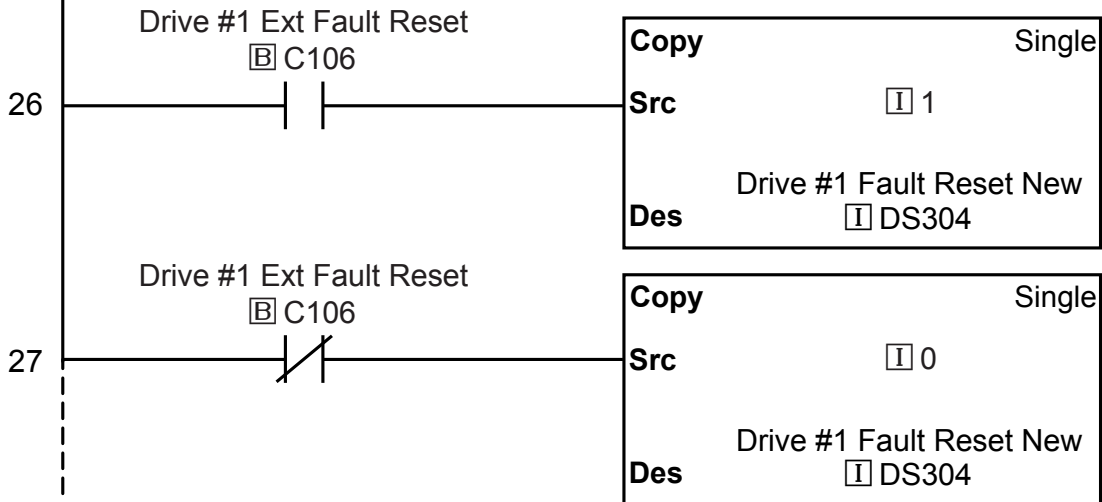 Drive #1 Ext Fault Reset
B C106
26
Copy Single
Src I 1
Drive #1 Fault Reset New
Des I DS304
Drive #1 Ext Fault Reset
B C106
27
Copy Single
Src I 0
Drive #1 Fault Reset New
Des I DS304